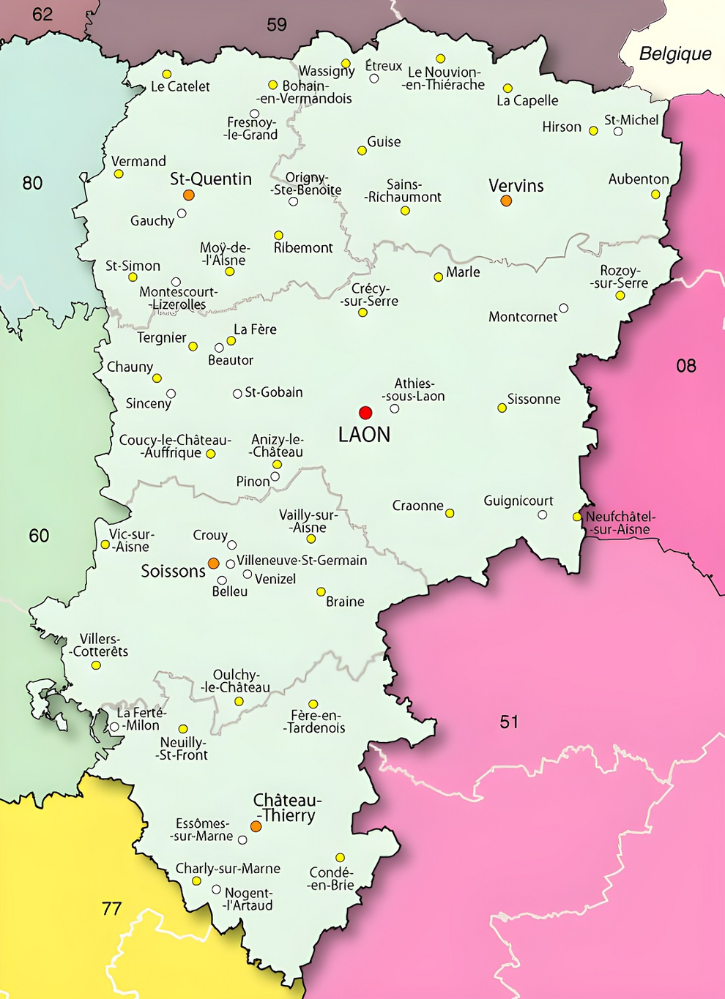 62
59
Belgique
Wassigny
Étreux
Le Nouvion-
-en-Thiérache
Le Catelet
Bohain-
-en-Vermandois
La Capelle
Fresnoy-
-le-Grand
Hirson
St-Michel
Guise
Vermand
St-Quentin
Origny-
-Ste-Benoite
Sains-
-Richaumont
Vervins
Aubenton
80
Gauchy
Moÿ-de-
-l'Aisne
Ribemont
St-Simon
Marle
Rozoy-
-sur-Serre
Montescourt-
-Lizerolles
Crécy-
-sur-Serre
Montcornet
Tergnier
La Fère
Beautor
Chauny
08
Sinceny
St-Gobain
Athies-
-sous-Laon
Sissonne
LAON
Coucy-le-Château-
-Auffrique
Anizy-le-
-Château
Pinon
Craonne
Guignicourt
Neufchâtel-
-sur-Aisne
60
Vic-sur-
-Aisne
Crouy
Vailly-sur-
-Aisne
Soissons
Villeneuve-St-Germain
Belleu
Venizel
Braine
Villers-
-Cotterêts
Oulchy-
-le-Château
La Ferté-
-Milon
Fère-en-
-Tardenois
51
Neuilly-
-St-Front
Château-
-Thierry
Essômes-
-sur-Marne
Charly-sur-Marne
Condé-
-en-Brie
Nogent-
-l'Artaud
77